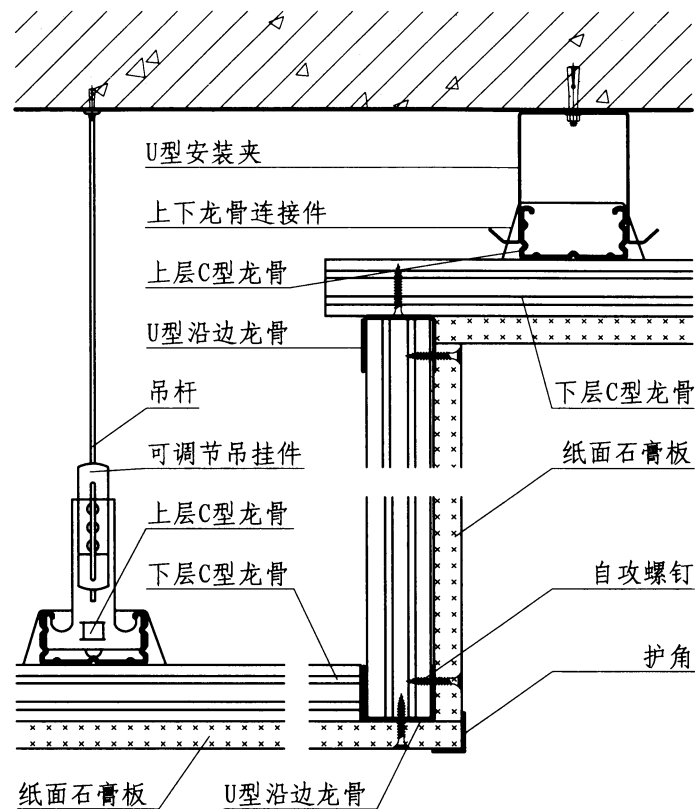 U型安装夹
上下龙骨连接件
上层C型龙骨
U型沿边龙骨
下层C型龙骨
吊杆
可调节吊挂件
纸面石膏板
上层C型龙骨
下层C型龙骨
自攻螺钉
护角
纸面石膏板
U型沿边龙骨